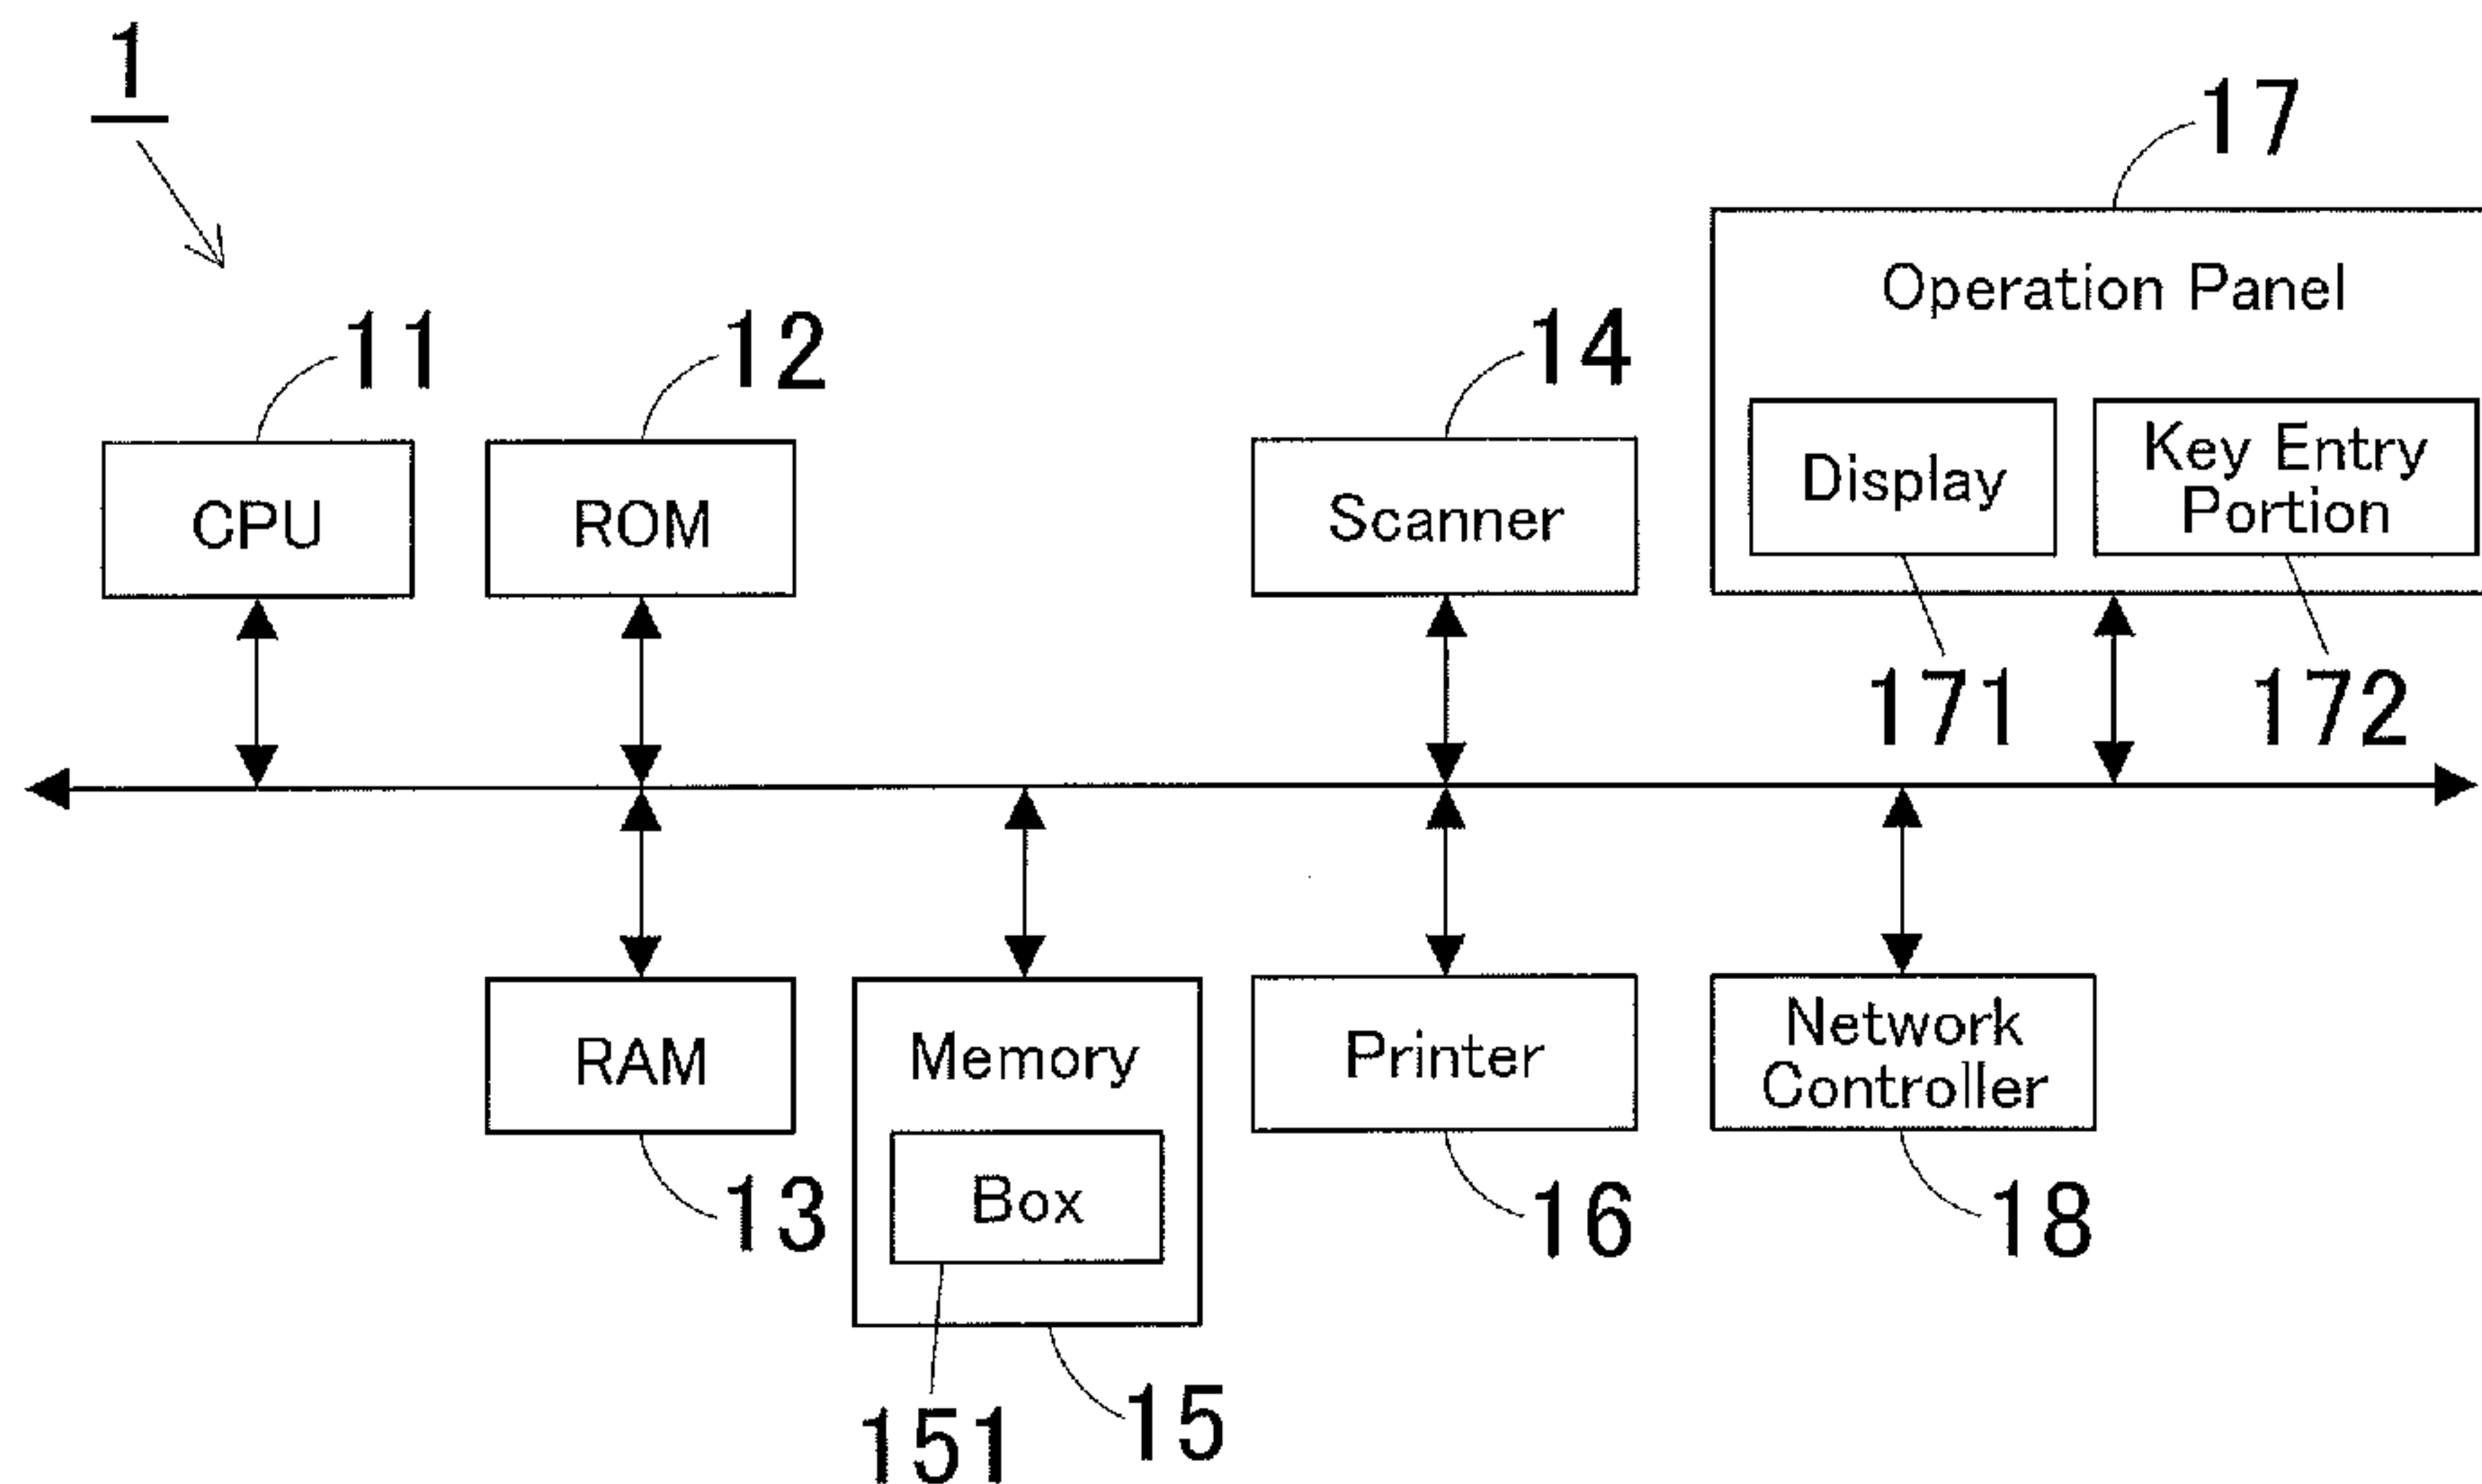 1
17
Operation Panel
11
12
14
CPU
ROM
Scanner
Display
Key Entry
Portion
171
172
RAM
Memory
Printer
Network
Controller
Box
13
16
18
151
15